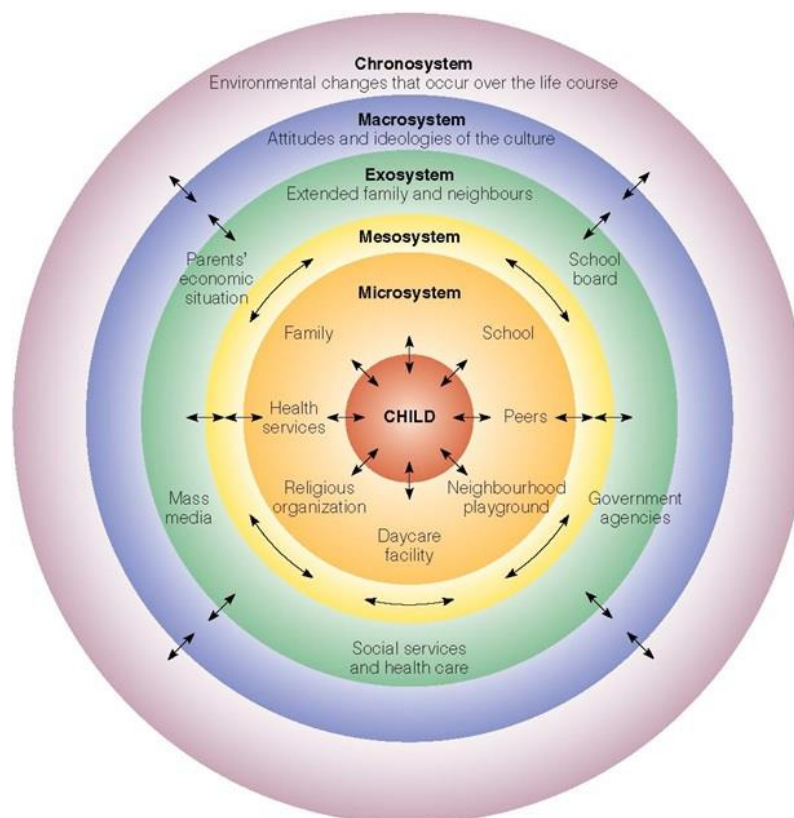 Chronosystem
Environmental changes that occur over the life course
Macrosystem
Attitudes and ideologies of the culture
Exosystem
Extended family and neighbours
Mesosystem
Parents'
economic
situation
School
board
Microsystem
Family
School
Health
services
CHILD
Peers
Religious
organization
Neighbourhood
playground
Daycare
facility
Mass
media
Government
agencies
Social services
and health care